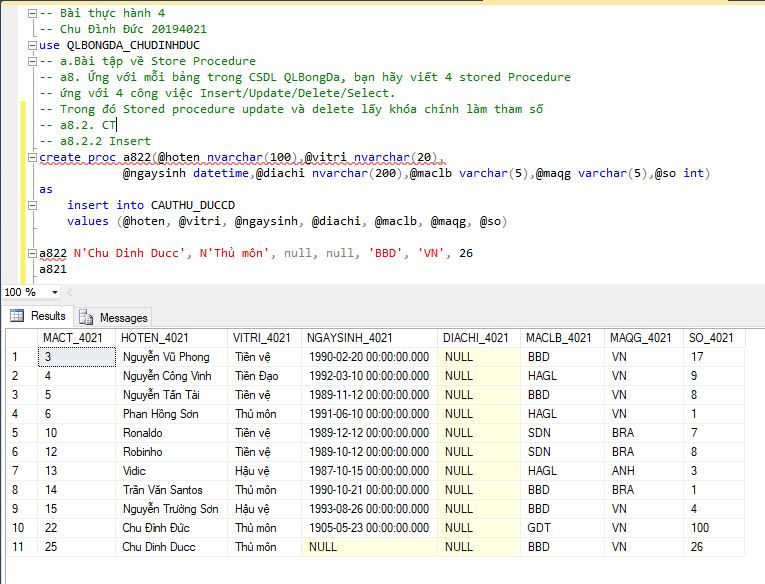 -- Bài thực hành 4
-- Chu Đình Đức 20194021
use QLBONGDA_CHUDINHDUC
-- a.Bài tập về Store Procedure
-- a8. Ứng với mỗi bảng trong CSDL QLBongDa, bạn hãy viết 4 stored Procedure
-- ứng với 4 công việc Insert/Update/Delete/Select.
-- Trong đó Stored procedure update và delete lấy khóa chính làm tham số
-- a8.2. CT
-- a8.2.2 Insert
create proc a822(@hoten nvarchar(100),@vitri nvarchar(20),
@ngaysinh datetime,@diachi nvarchar(200),@maclb varchar(5),@maqg varchar(5),@so int)
as
insert into CAUTHU_DUCCD
values (@hoten, @vitri, @ngaysinh, @diachi, @maclb, @maqg, @so)
a822 N'Chu Dinh Ducc', N'Thủ môn', null, null, 'BBD', 'VN', 26
a821
100 %
Results Messages
MACT_4021 HOTEN_4021 VITRI_4021 NGAYSINH_4021 DIACHI_4021 MACLB_4021 MAQG_4021 SO_4021
1 3 Nguyễn Vũ Phong Tiền vệ 1990-02-20 00:00:00.000 NULL BBD VN 17
2 4 Nguyễn Công Vinh Tiền Đạo 1992-03-10 00:00:00.000 NULL HAGL VN 9
3 5 Nguyễn Tấn Tài Tiền vệ 1989-11-12 00:00:00.000 NULL BBD VN 8
4 6 Phan Hồng Sơn Thủ môn 1991-06-10 00:00:00.000 NULL HAGL VN 1
5 10 Ronaldo Tiền vệ 1989-12-12 00:00:00.000 NULL SDN BRA 7
6 12 Robinho Tiền vệ 1989-10-12 00:00:00.000 NULL SDN BRA 8
7 13 Vidic Hậu vệ 1987-10-15 00:00:00.000 NULL HAGL ANH 3
8 14 Trần Văn Santos Thủ môn 1990-10-21 00:00:00.000 NULL BBD BRA 1
9 15 Nguyễn Trường Sơn Hậu vệ 1993-08-26 00:00:00.000 NULL BBD VN 4
10 22 Chu Đình Đức Thủ môn 1905-05-23 00:00:00.000 NULL GDT VN 100
11 25 Chu Dinh Ducc Thủ môn NULL NULL BBD VN 26